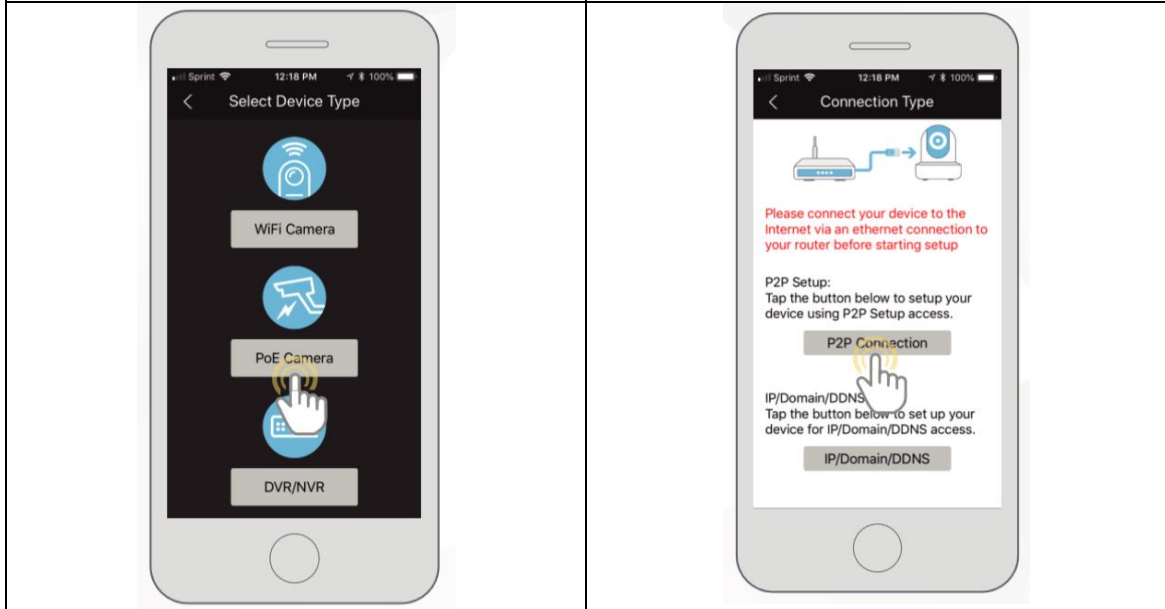 Sprint 12:18 PM 100%
Select Device Type
WiFi Camera
PoE Camera
DVR/NVR
Sprint 12:18 PM 100%
Connection Type
Please connect your device to the
Internet via an ethernet connection to
your router before starting setup
P2P Setup:
Tap the button below to setup your
device using P2P Setup access.
P2P Connection
IP/Domain/DDNS
Tap the button below to set up your
device for IP/Domain/DDNS access.
IP/Domain/DDNS